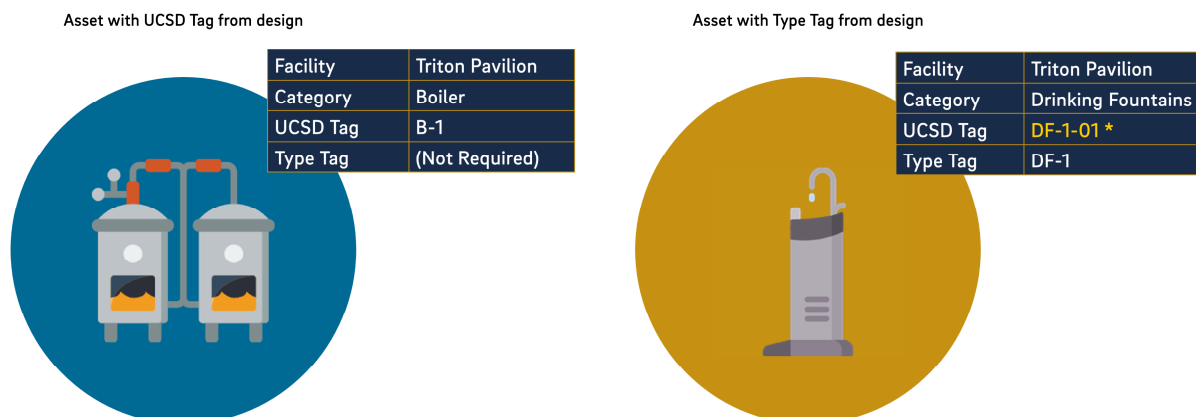 Asset with UCSD Tag from design
Facility Triton Pavilion
Category Boiler
UCSD Tag B-1
Type Tag (Not Required)
Asset with Type Tag from design
Facility Triton Pavilion
Category Drinking Fountains
UCSD Tag DF-1-01 *
Type Tag DF-1